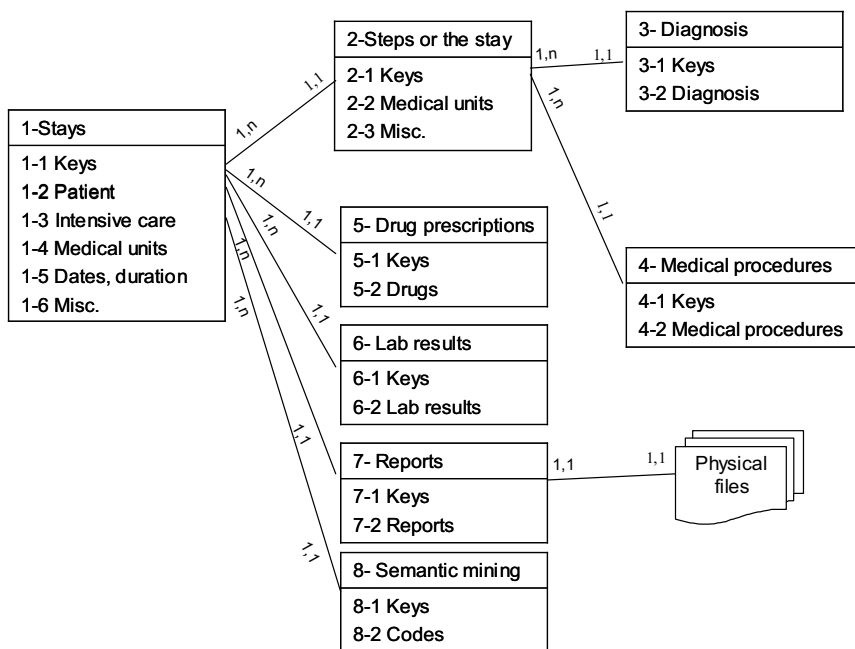 1-Stays
1-1 Keys
1-2 Patient
1-3 Intensive care
1-4 Medical units
1-5 Dates, duration
1-6 Misc.
1,n
1,1
1,n
1,1
1,n
1,1
1,n
1,1
1,n
1,1
2-Steps or the stay
2-1 Keys
2-2 Medical units
2-3 Misc.
1,n
1,1
1,n
1,1
3- Diagnosis
3-1 Keys
3-2 Diagnosis
4- Medical procedures
4-1 Keys
4-2 Medical procedures
5- Drug prescriptions
5-1 Keys
5-2 Drugs
6- Lab results
6-1 Keys
6-2 Lab results
7- Reports
7-1 Keys
7-2 Reports
1,1
1,1
Physical
files
8- Semantic mining
8-1 Keys
8-2 Codes